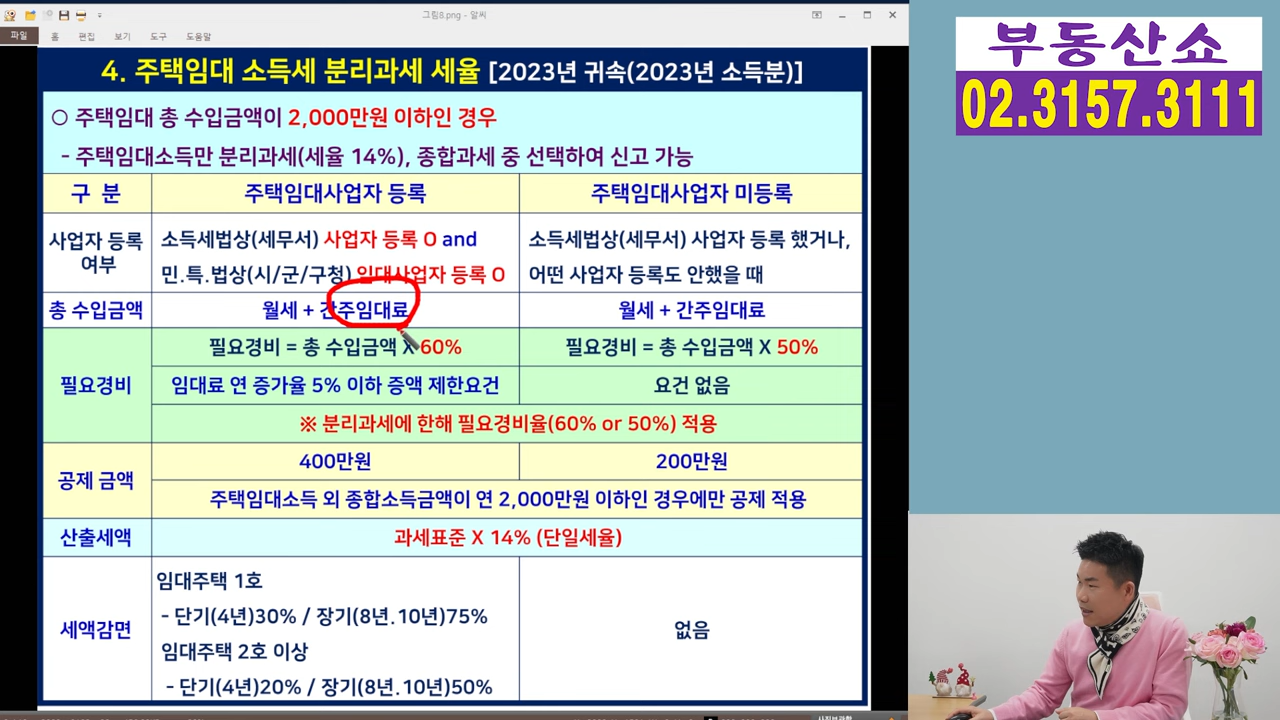 그림8.png - 알씨
파일 홈 편집 보기 도구 도움말
부동산쇼
02.3157.3111
4. 주택임대 소득세 분리과세 세율 [2023년 귀속(2023년 소득분)]
○ 주택임대 총 수입금액이 2,000만원 이하인 경우
- 주택임대소득만 분리과세(세율 14%), 종합과세 중 선택하여 신고 가능
구 분 주택임대사업자 등록 주택임대사업자 미등록
사업자 등록 여부
소득세법상(세무서) 사업자 등록 O and
민.특.법상(시/군/구청) 임대사업자 등록 O
소득세법상(세무서) 사업자 등록 했거나,
어떤 사업자 등록도 안했을 때
총 수입금액 월세 + 간주임대료 월세 + 간주임대료
필요경비
필요경비 = 총 수입금액 X 60% 필요경비 = 총 수입금액 X 50%
임대료 연 증가율 5% 이하 증액 제한요건 요건 없음
※ 분리과세에 한해 필요경비율(60% or 50%) 적용
공제 금액
400만원 200만원
주택임대소득 외 종합소득금액이 연 2,000만원 이하인 경우에만 공제 적용
산출세액 과세표준 X 14% (단일세율)
세액감면
임대주택 1호
- 단기(4년)30% / 장기(8년.10년)75%
임대주택 2호 이상
- 단기(4년)20% / 장기(8년.10년)50%
없음